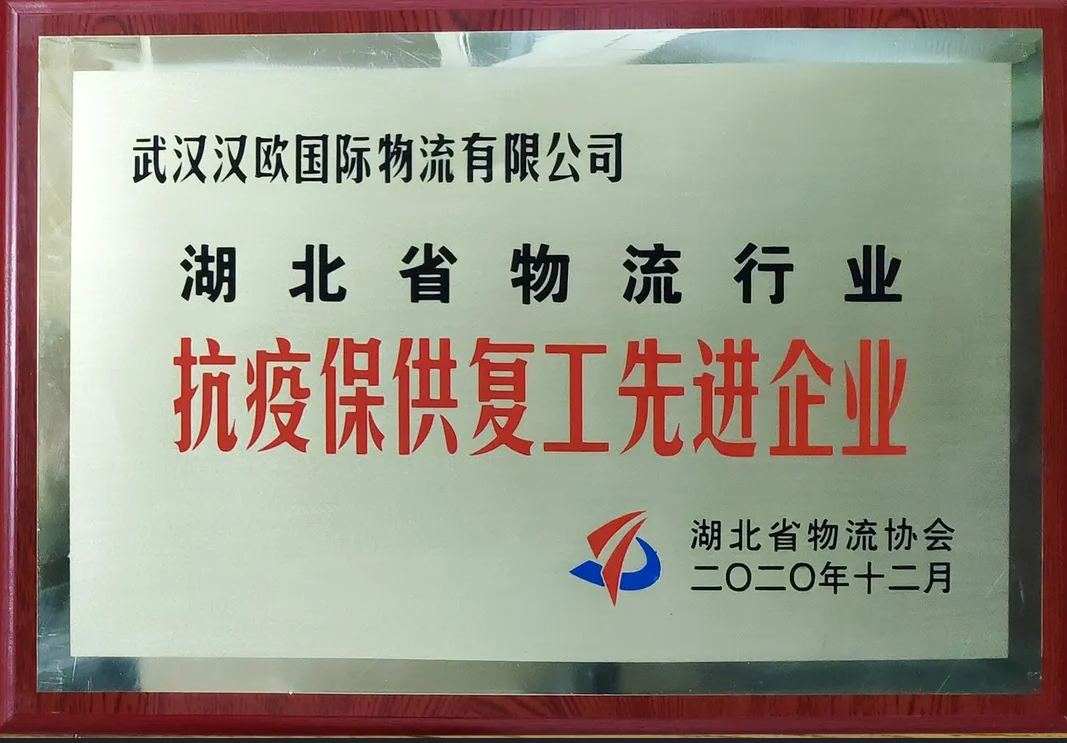 武汉汉欧国际物流有限公司
湖北省物流行业
抗疫保供复工先进企业
湖北省物流协会
二〇二〇年十二月